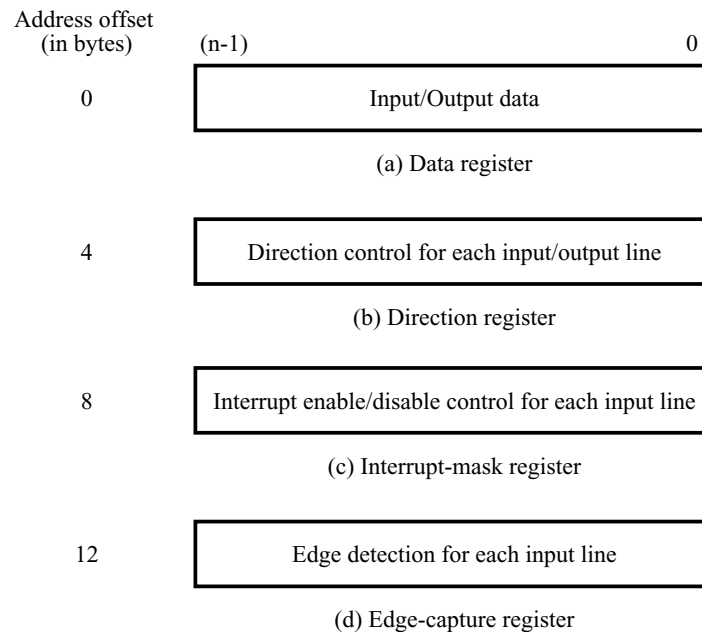 Address offset
(in bytes)
(n-1)
0
0
Input/Output data
(a) Data register
4
Direction control for each input/output line
(b) Direction register
8
Interrupt enable/disable control for each input line
(c) Interrupt-mask register
12
Edge detection for each input line
(d) Edge-capture register